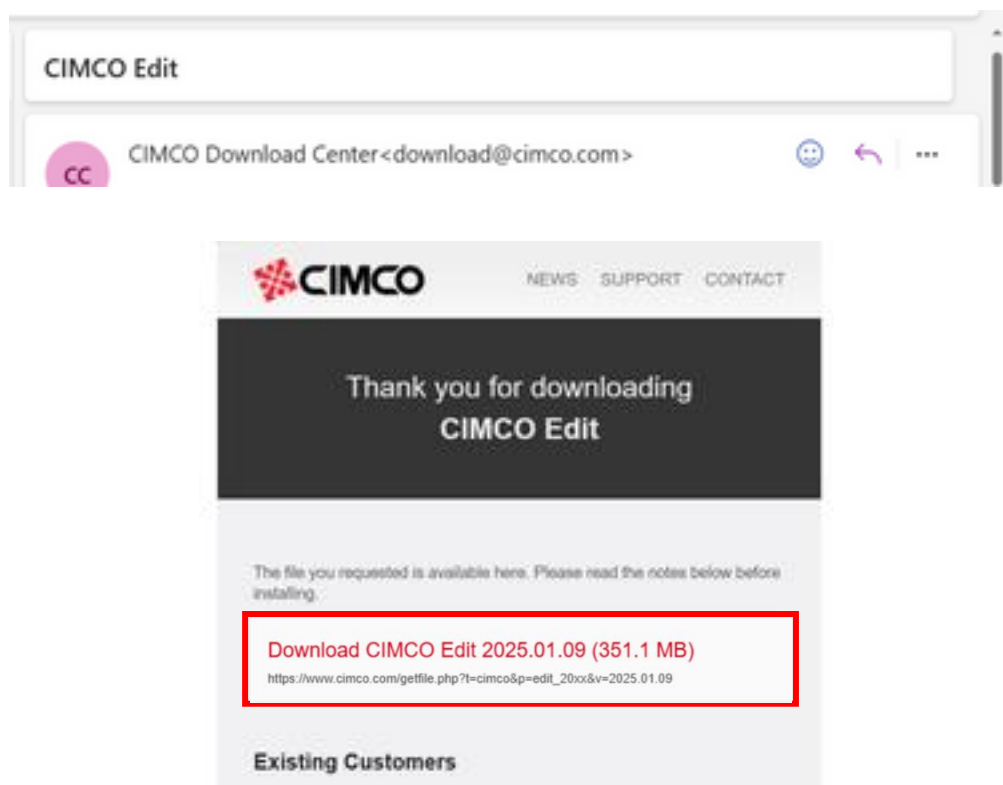 CIMCO Edit
CC
CIMCO Download Center<download@cimco.com>
CIMCO
NEWS SUPPORT CONTACT
Thank you for downloading
CIMCO Edit
The file you requested is available here. Please read the notes below before
installing.
Download CIMCO Edit 2025.01.09 (351.1 MB)
https://www.cimco.com/getfile.php?t=cimco&p=edit_20xx&v=2025.01.09
Existing Customers